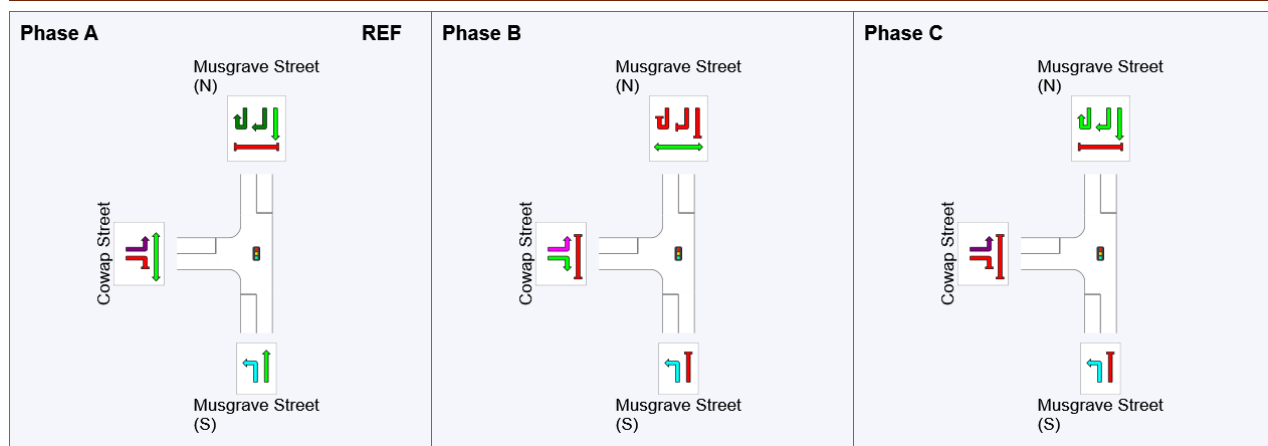 Phase A
REF
Musgrave Street
(N)
Cowap Street
Musgrave Street
(S)
Phase B
Musgrave Street
(N)
Cowap Street
Musgrave Street
(S)
Phase C
Musgrave Street
(N)
Cowap Street
Musgrave Street
(S)